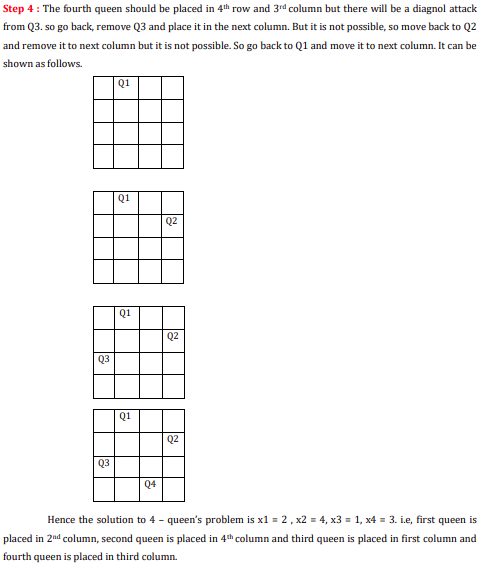 Step 4 : The fourth queen should be placed in 4th row and 3rd column but there will be a diagnol attack
from Q3. so go back, remove Q3 and place it in the next column. But it is not possible, so move back to Q2
and remove it to next column but it is not possible. So go back to Q1 and move it to next column. It can be
shown as follows.
Q1
Q1
Q2
Q1
Q2
Q3
Q1
Q2
Q3
Q4
Hence the solution to 4 – queen's problem is x1 = 2 , x2 = 4, x3 = 1, x4 = 3. i.e, first queen is
placed in 2nd column, second queen is placed in 4th column and third queen is placed in first column and
fourth queen is placed in third column.